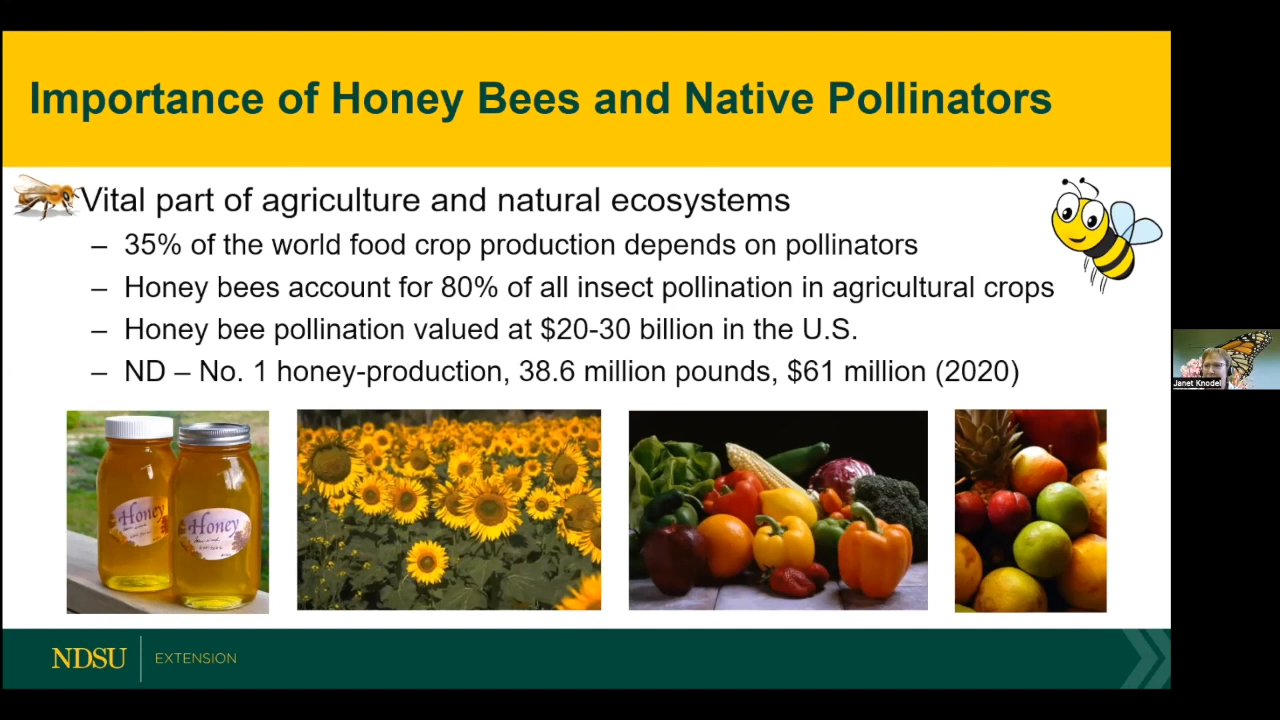 Importance of Honey Bees and Native Pollinators
Vital part of agriculture and natural ecosystems
– 35% of the world food crop production depends on pollinators
– Honey bees account for 80% of all insect pollination in agricultural crops
– Honey bee pollination valued at $20-30 billion in the U.S.
– ND – No. 1 honey-production, 38.6 million pounds, $61 million (2020)
Janet Knodel
Honey
Honey
NDSU EXTENSION